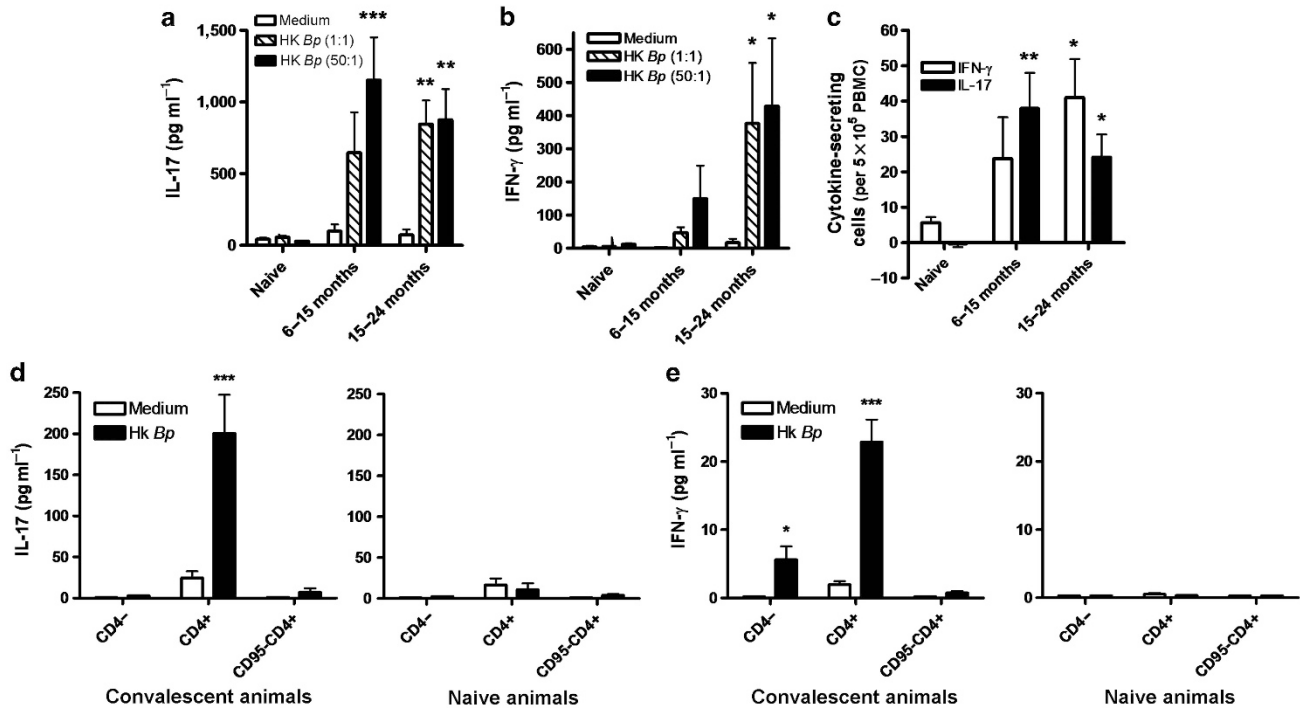 a
Medium
HK Bp (1:1)
HK Bp (50:1)
***
**
**
IL-17 (pg ml−1)
1,500
1,000
500
0
Naive
6–15 months
15–24 months
b
Medium
HK Bp (1:1)
HK Bp (50:1)
*
*
IFN-γ (pg ml−1)
600
500
400
300
200
100
0
Naive
6–15 months
15–24 months
c
IFN-γ
IL-17
**
*
*
Cytokine-secreting
cells (per 5 × 10⁵ PBMC)
60
50
40
30
20
10
0
−10
Naive
6–15 months
15–24 months
d
Medium
Hk Bp
***
IL-17 (pg ml−1)
250
200
150
100
50
0
CD4−
CD4+
CD95-CD4+
Convalescent animals
250
200
150
100
50
0
CD4−
CD4+
CD95-CD4+
Naive animals
e
Medium
Hk Bp
*
***
IFN-γ (pg ml−1)
30
20
10
0
CD4−
CD4+
CD95-CD4+
Convalescent animals
30
20
10
0
CD4−
CD4+
CD95-CD4+
Naive animals